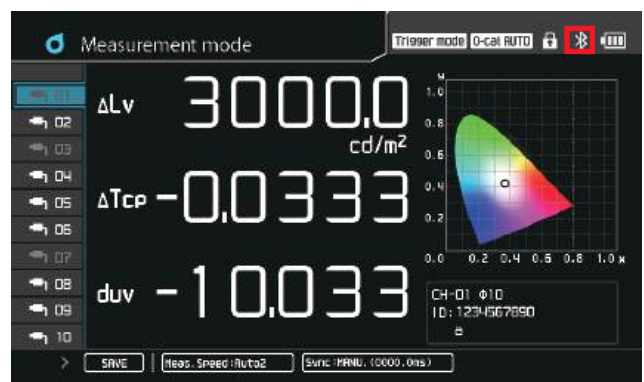 Measurement mode
Trigger mode 0-cal AUTO
01
02
03
04
05
06
07
08
09
10
ΔLv 3000.0
cd/m²
ΔTcp -0.0333
duv -10.033
y
1.0
0.8
0.6
0.4
0.2
0.0 0.2 0.4 0.6 0.8 1.0 x
CH-01 Φ10
ID: 1234567890
a
> SAVE Meas. Speed:Auto2 Sync:MANU. (0000.0ms)